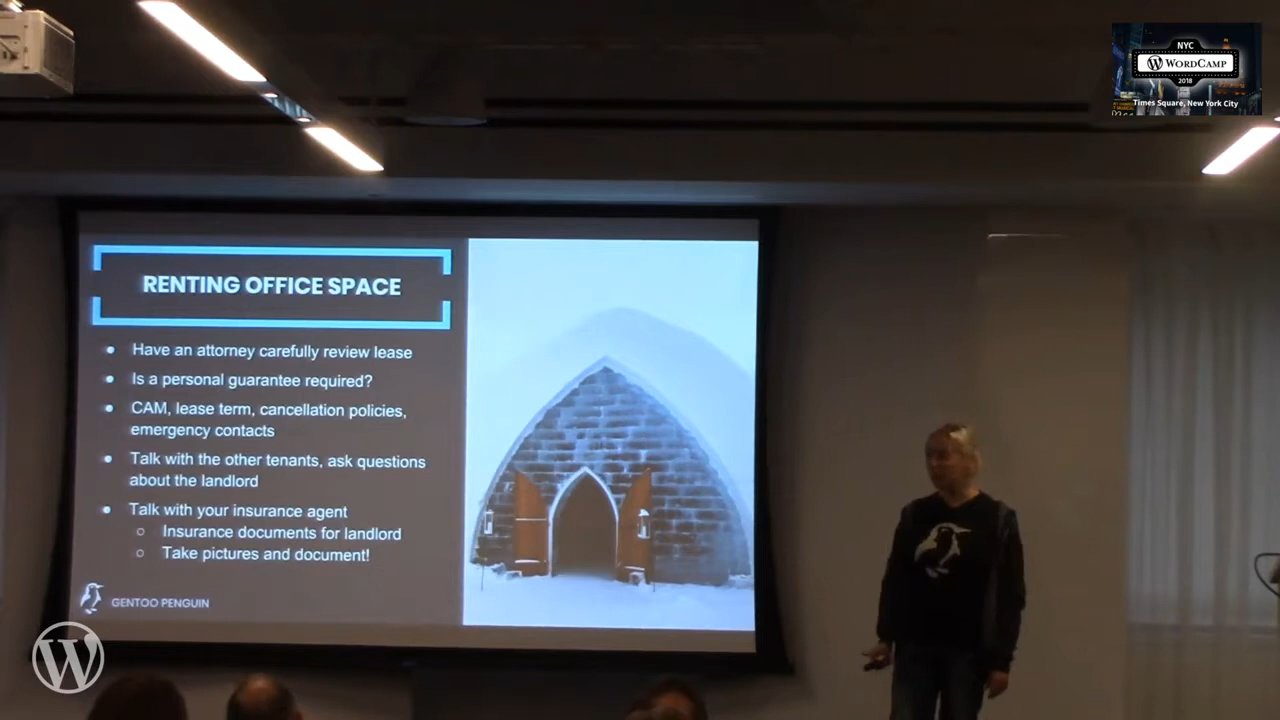 NYC
WORDCAMP
2018
Times Square, New York City
RENTING OFFICE SPACE
Have an attorney carefully review lease
Is a personal guarantee required?
CAM, lease term, cancellation policies,
emergency contacts
Talk with the other tenants, ask questions
about the landlord
Talk with your insurance agent
Insurance documents for landlord
Take pictures and document!
GENTOO PENGUIN